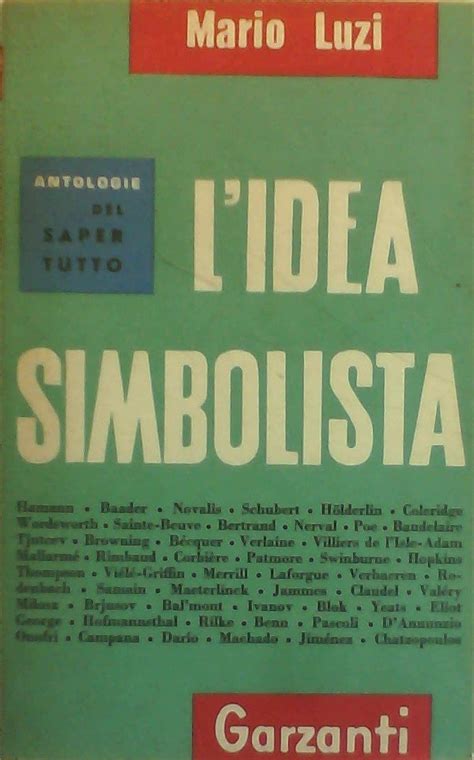 Mario Luzi
ANTOLOGIE
DEL
SAPER
TUTTO
L'IDEA
SIMBOLISTA
Hamann • Baader • Novalis • Schubert • Hölderlin • Coleridge
Wordsworth • Sainte-Beuve • Bertrand • Nerval • Poe • Baudelaire
Tjutcev • Browning • Bécquer • Verlaine • Villiers de l'Isle-Adam
Mallarmé • Rimbaud • Corbière • Patmore • Swinburne • Hopkins
Thompson • Viélé-Griffin • Merrill • Laforgue • Verhaeren • Ro-
denbach • Samain • Maeterlinck • Jammes • Claudel • Valéry
Milosz • Brjusov • Bal'mont • Ivanov • Blok • Yeats • Eliot
George • Hofmannsthal • Rilke • Benn • Pascoli • D'Annunzio
Onofri • Campana • Darío • Machado • Jiménez • Chatzopoulos
Garzanti